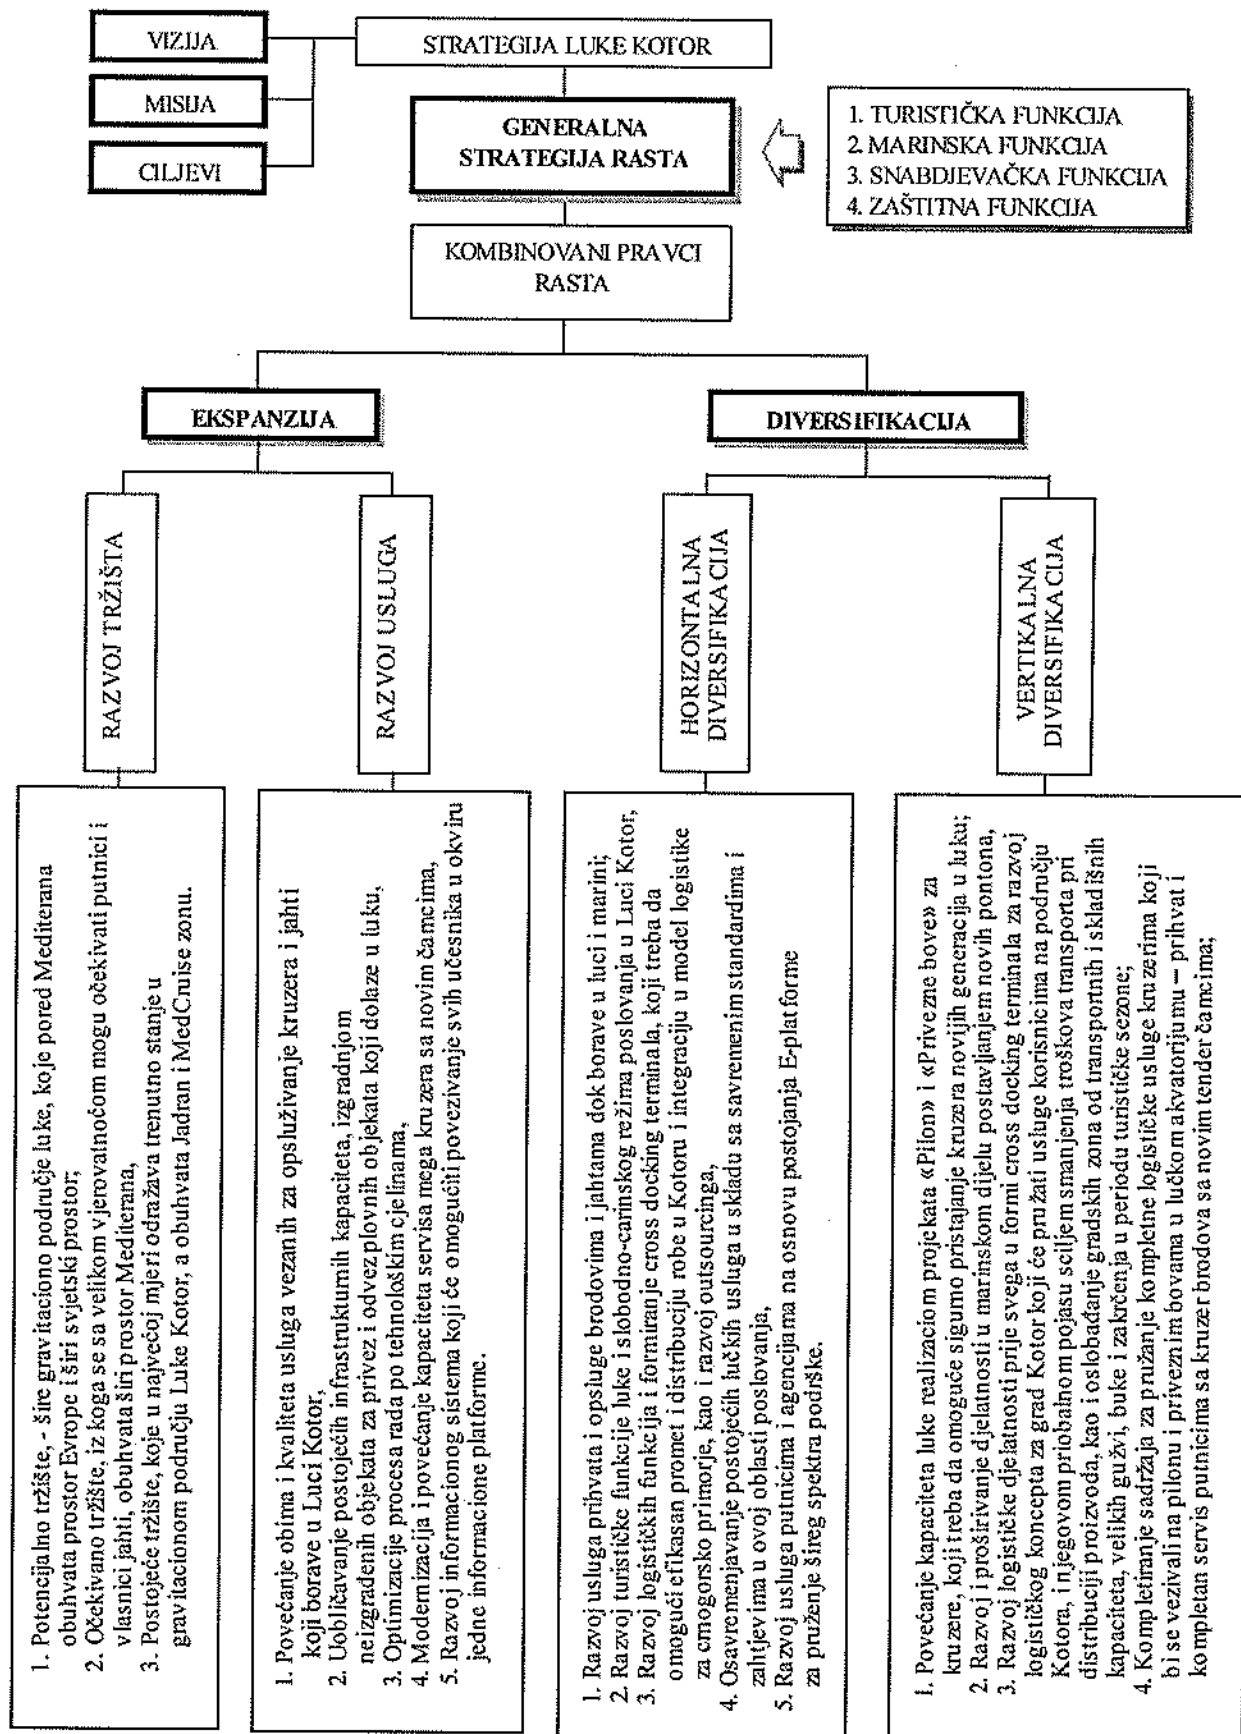 VIZIJA
MISIJA
CILJEVI
STRATEGIJA LUKE KOTOR
GENERALNA
STRATEGIJA RASTA
1. TURISTIČKA FUNKCIJA
2. MARINSKA FUNKCIJA
3. SNABDJEVAČKA FUNKCIJA
4. ZAŠTITNA FUNKCIJA
KOMBINOVANI PRAVCI
RASTA
EKSPANZIJA
DIVERSIFIKACIJA
RAZVOJ TRŽIŠTA
RAZVOJ USLUGA
HORIZONTALNA
DIVERSIFIKACIJA
VERTIKALNA
DIVERSIFIKACIJA
1. Potencijalno tržište, - šire gravitaciono područje luke, koje pored Mediterana
obuhvata prostor Evrope i širi svjetski prostor;
2. Očekivano tržište, iz koga se sa velikom vjerovatnoćom mogu očekivati putnici i
vlasnici jahti, obuhvata širi prostor Mediterana,
3. Postojeće tržište, koje u najvećoj mjeri odražava trenutno stanje u
gravitacionom području Luke Kotor, a obuhvata Jadran i MedCruise zonu.
1. Povećanje obima i kvaliteta usluga vezanih za opsluživanje kruzera i jahti
koji borave u Luci Kotor,
2. Uobličavanje postojećih infrastrukturnih kapaciteta, izgradnjom
neizgrađenih objekata za privez i odvez plovnih objekata koji dolaze u luku,
3. Optimizacije procesa rada po tehnološkim cjelinama,
4. Modernizacija i povećanje kapaciteta servisa mega kruzera sa novim čamcima,
5. Razvoj informacionog sistema koji će omogućiti povezivanje svih učesnika u okviru
jedne informacione platforme.
1. Razvoj usluga prihvata i opsluge brodovima i jahtama dok borave u luci i marini;
2. Razvoj turističke funkcije luke i slobodno-carinskog režima poslovanja u Luci Kotor,
3. Razvoj logističkih funkcija i formiranje cross docking terminala, koji treba da
omogući efikasan promet i distribuciju robe u Kotoru i integraciju u model logistike
za crnogorsko primorje, kao i razvoj outsourcinga,
4. Osavremenjavanje postojećih lučkih usluga u skladu sa savremenim standardima i
zahtjevima u ovoj oblasti poslovanja,
5. Razvoj usluga putnicima i agencijama na osnovu postojanja E-platforme
za pruženje šireg spektra podrške.
1. Povećanje kapaciteta luke realizaciom projekata «Pilon» i «Privezne bove» za
kruzere, koji treba da omoguće sigurno pristajanje kruzera novijih generacija u luku;
2. Razvoj i proširivanje djelatnosti u marinskom dijelu postavljanjem novih pontona,
3. Razvoj logističke djelatnosti prije svega u formi cross docking terminala za razvoj
logističkog koncepta za grad Kotor koji će pružati usluge korisnicima na području
Kotora, i njegovom priobalnom pojasu sciljem smanjenja troškova transporta pri
distribuciji proizvoda, kao i oslobađanje gradskih zona od transportnih i skladišnih
kapaciteta, velikih gužvi, buke i zakrčenja u periodu turističke sezone;
4. Kompletiranje sadržaja za pružanje kompletne logističke usluge kruzerima koji
bi se vezivali na pilonu i priveznim bovama u lučkom akvatorijumu – prihvat i
kompletan servis putnicima sa kruzer brodova sa novim tender čamcima;